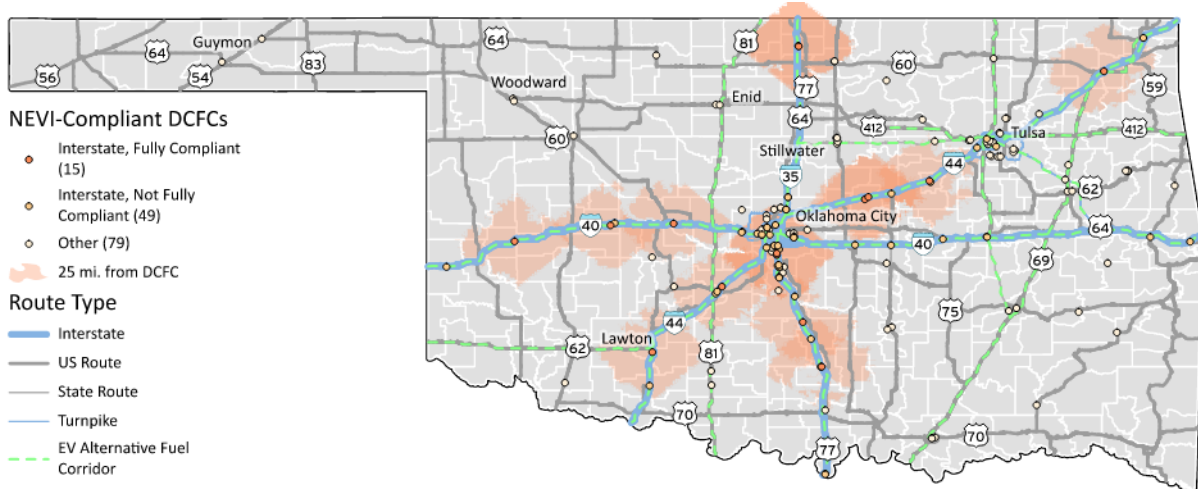 NEVI-Compliant DCFCs
Interstate, Fully Compliant
(15)
Interstate, Not Fully
Compliant (49)
Other (79)
25 mi. from DCFC
Route Type
Interstate
US Route
State Route
Turnpike
EV Alternative Fuel
Corridor
Guymon
64
56
54
83
64
Woodward
60
81
Enid
77
64
60
412
Stillwater
35
44
Tulsa
412
59
62
64
Oklahoma City
40
40
69
75
44
Lawton
62
81
70
77
70